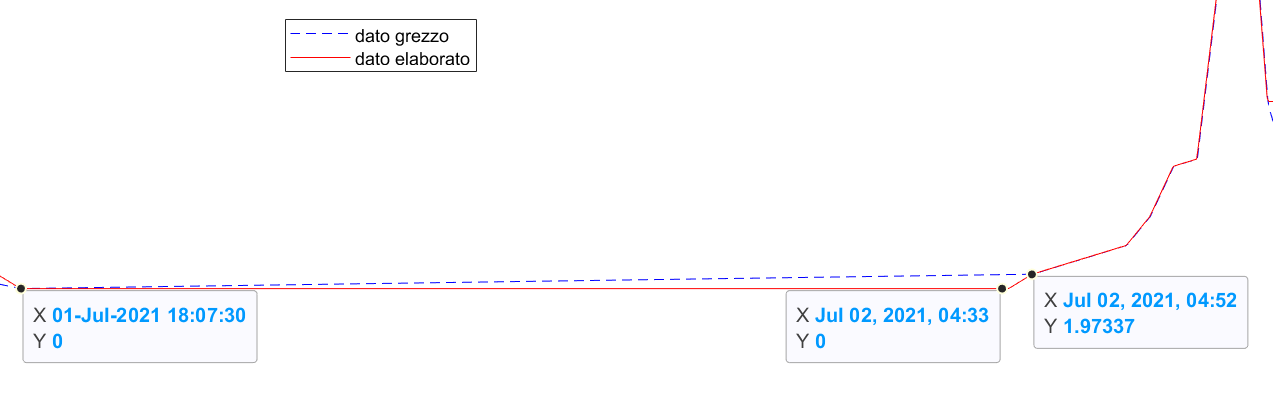 dato grezzo
dato elaborato
X 01-Jul-2021 18:07:30
Y 0
X Jul 02, 2021, 04:33
Y 0
X Jul 02, 2021, 04:52
Y 1.97337